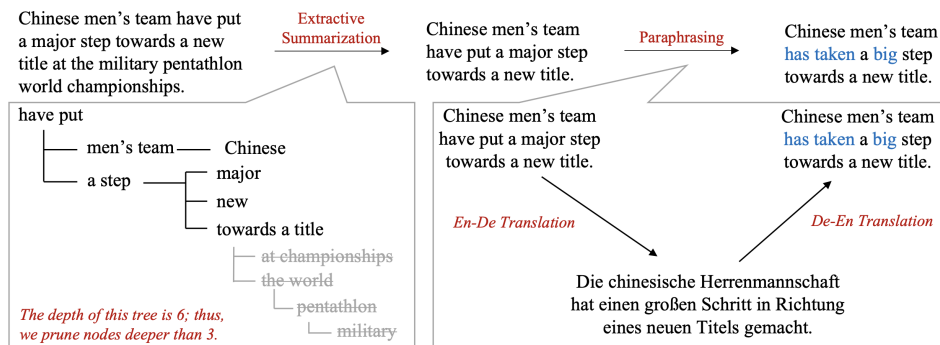 Chinese men's team have put
a major step towards a new
title at the military pentathlon
world championships.
Extractive
Summarization
Chinese men's team
have put a major step
towards a new title.
Paraphrasing
Chinese men's team
has taken a big step
towards a new title.
have put
men's team
Chinese
a step
major
new
towards a title
at championships
the world
pentathlon
military
The depth of this tree is 6; thus,
we prune nodes deeper than 3.
Chinese men's team
have put a major step
towards a new title.
En-De Translation
Die chinesische Herrenmannschaft
hat einen großen Schritt in Richtung
eines neuen Titels gemacht.
De-En Translation
Chinese men's team
has taken a big step
towards a new title.